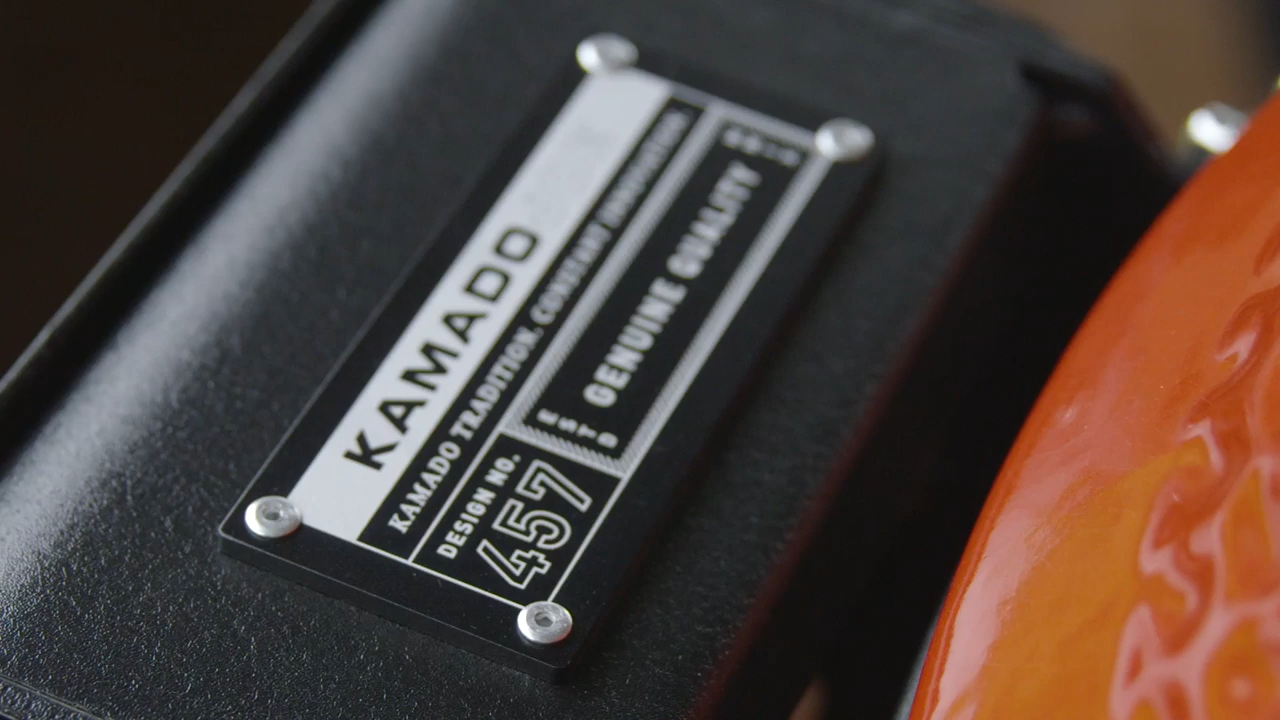 KAMADO
KAMADO TRADITION. CONSTANT INNOVATION.
DESIGN NO.
457
ESTD
GENUINE QUALITY